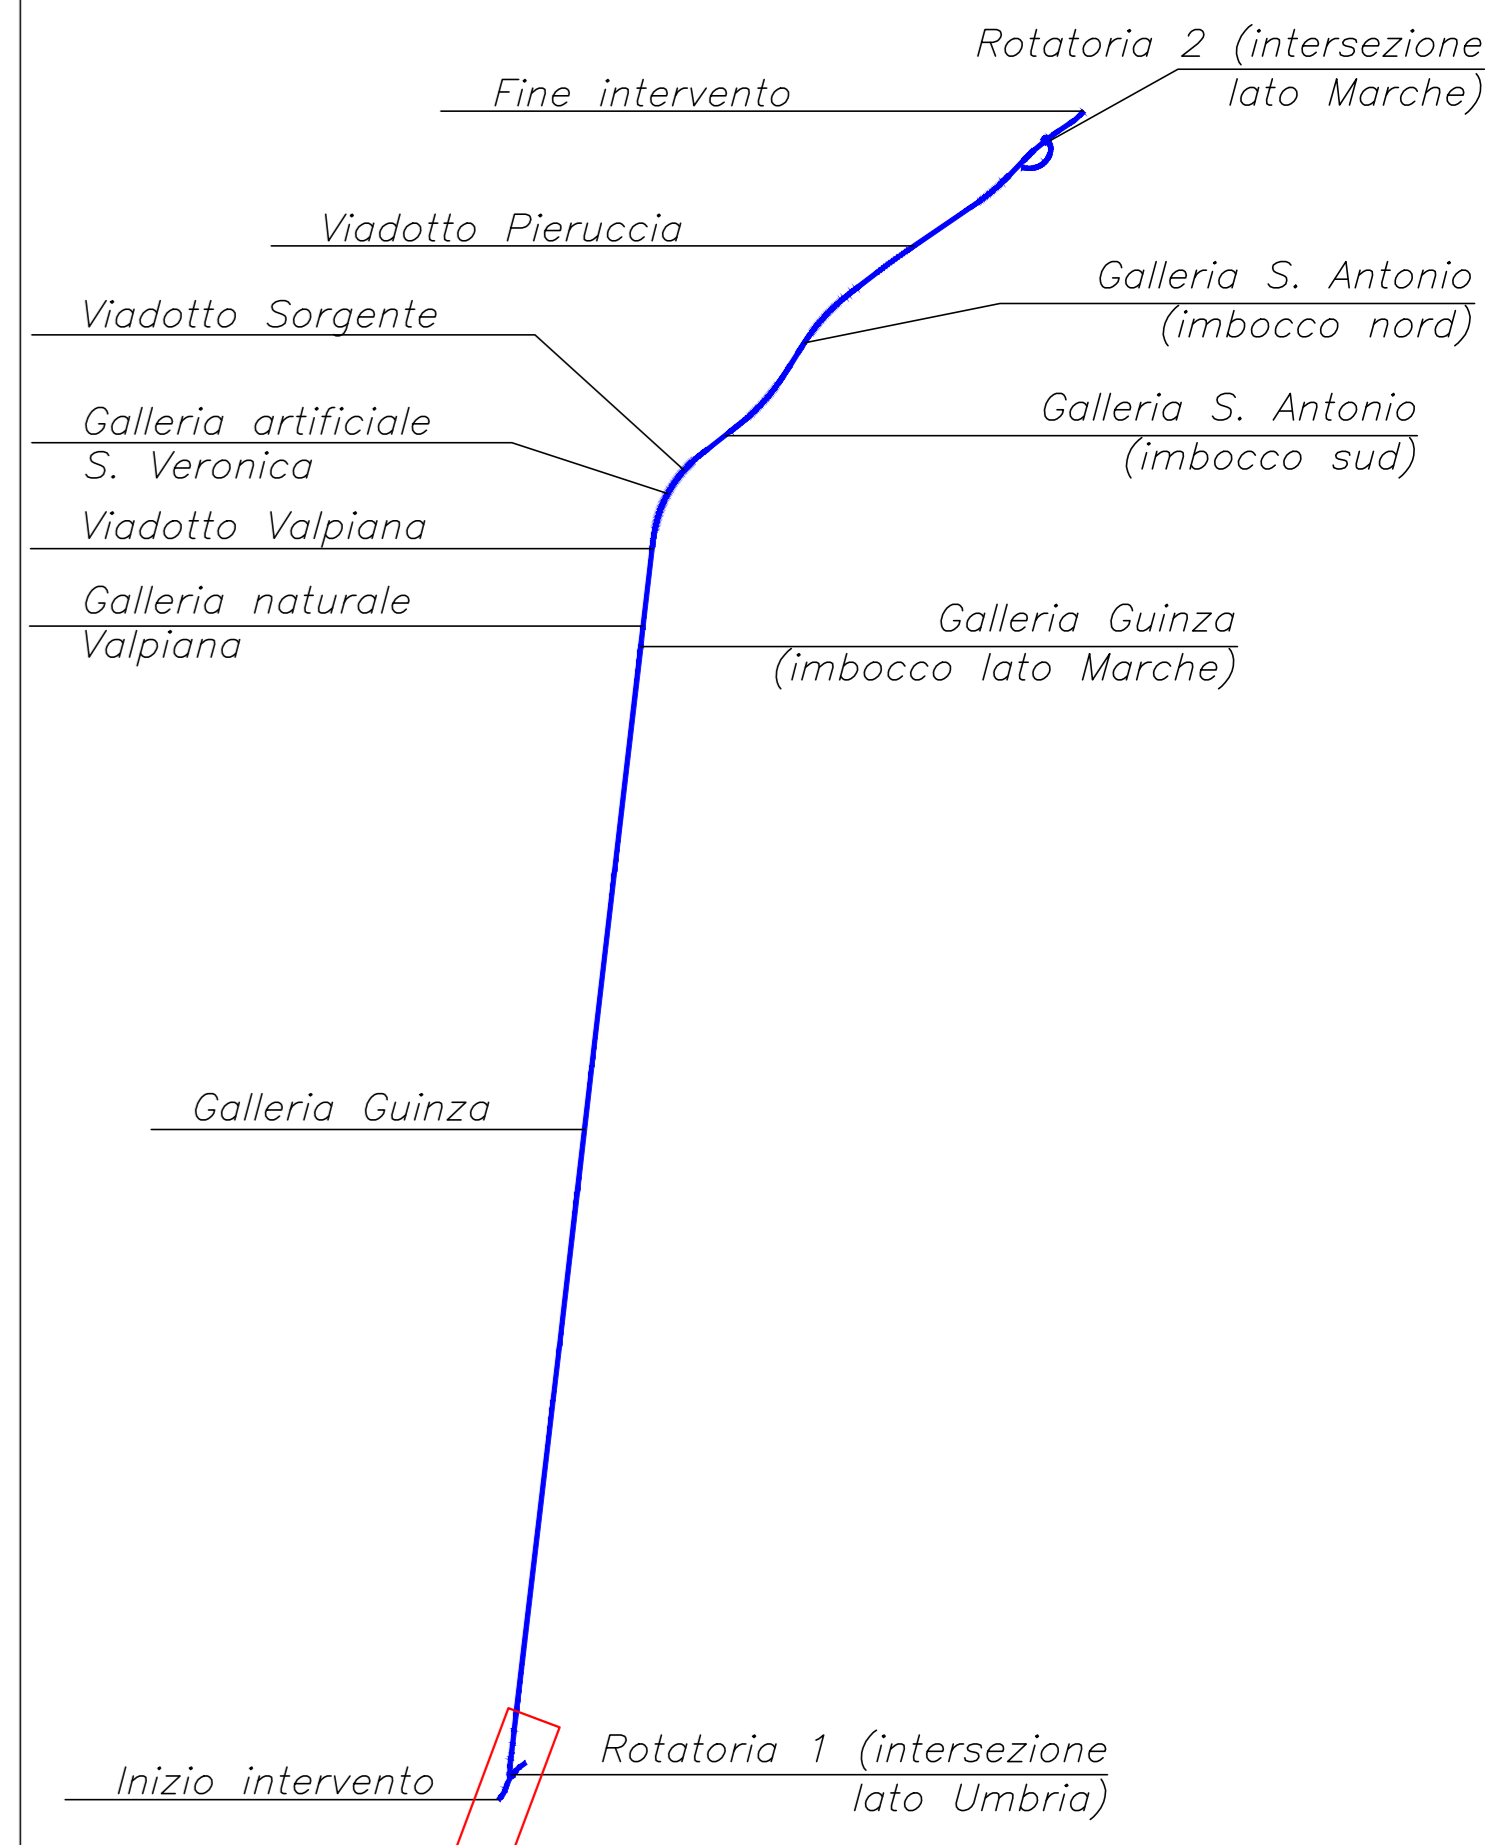 Rotatoria 2 (intersezione
lato Marche)
Fine intervento
Viadotto Pieruccia
Galleria S. Antonio
(imbocco nord)
Viadotto Sorgente
Galleria S. Antonio
(imbocco sud)
Galleria artificiale
S. Veronica
Viadotto Valpiana
Galleria naturale
Valpiana
Galleria Guinza
(imbocco lato Marche)
Galleria Guinza
Rotatoria 1 (intersezione
lato Umbria)
Inizio intervento